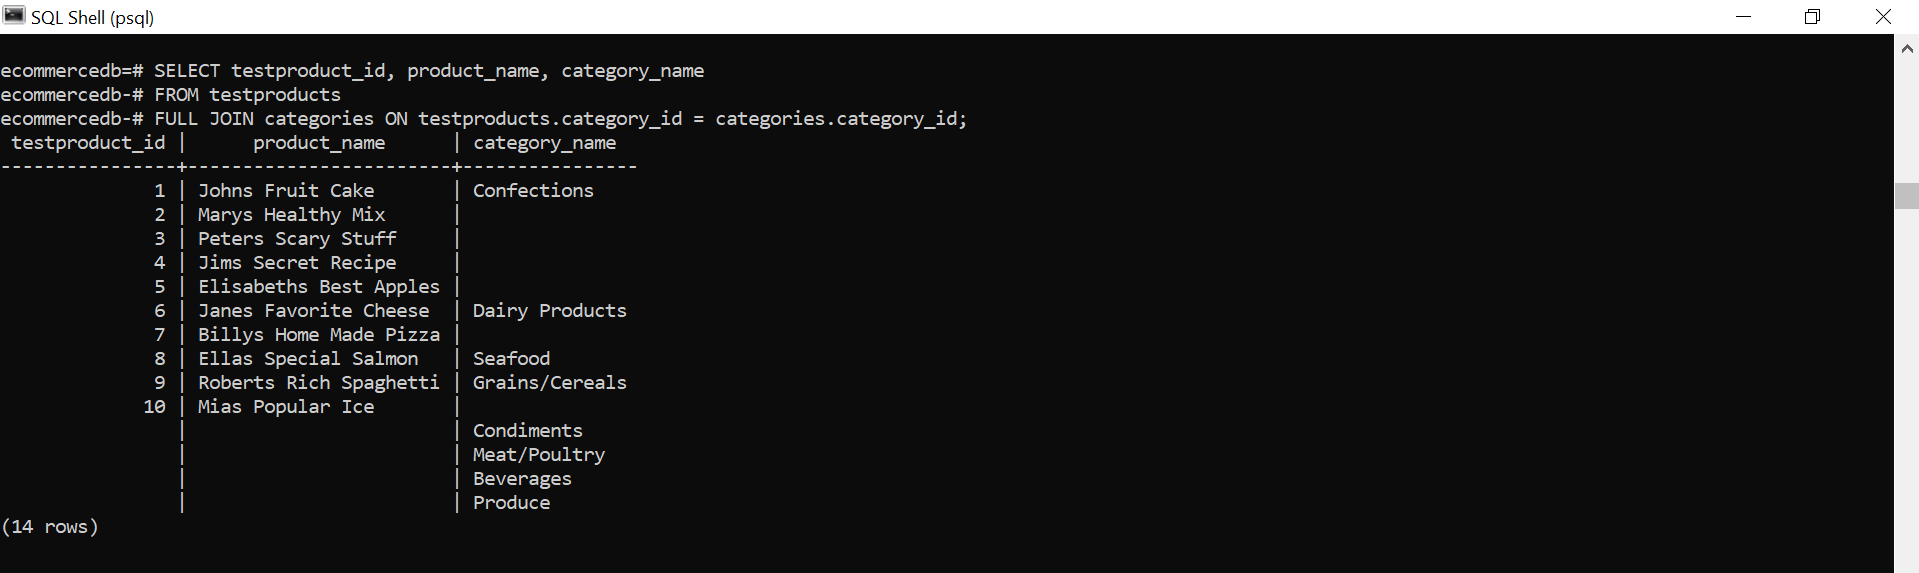 SQL Shell (psql)
ecommercedb=# SELECT testproduct_id, product_name, category_name
ecommercedb-# FROM testproducts
ecommercedb-# FULL JOIN categories ON testproducts.category_id = categories.category_id;
 testproduct_id |      product_name      | category_name
----------------+------------------------+----------------
              1 | Johns Fruit Cake       | Confections
              2 | Marys Healthy Mix      |
              3 | Peters Scary Stuff     |
              4 | Jims Secret Recipe     |
              5 | Elisabeths Best Apples |
              6 | Janes Favorite Cheese  | Dairy Products
              7 | Billys Home Made Pizza |
              8 | Ellas Special Salmon   | Seafood
              9 | Roberts Rich Spaghetti | Grains/Cereals
             10 | Mias Popular Ice       |
                |                        | Condiments
                |                        | Meat/Poultry
                |                        | Beverages
                |                        | Produce
(14 rows)